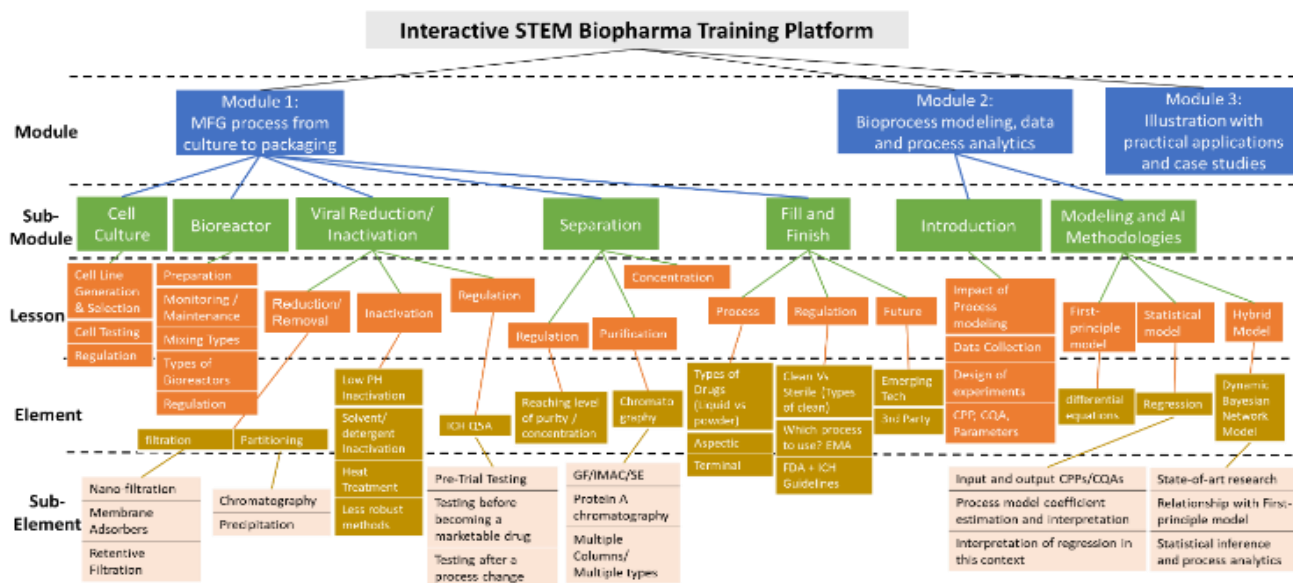 Interactive STEM Biopharma Training Platform
Module
Module 1:
MFG process from
culture to packaging
Module 2:
Bioprocess modeling, data
and process analytics
Module 3:
Illustration with
practical applications
and case studies
Sub-
Module
Cell
Culture
Bioreactor
Viral Reduction/
Inactivation
Separation
Fill and
Finish
Introduction
Modeling and AI
Methodologies
Lesson
Cell Line
Generation
& Selection
Cell Testing
Regulation
Preparation
Monitoring /
Maintenance
Mixing Types
Types of
Bioreactors
Regulation
Reduction/
Removal
Inactivation
Regulation
Regulation
Purification
Concentration
Process
Regulation
Future
Impact of
Process
modeling
Data Collection
Design of
experiments
CPP, CQA,
Parameters
First-
principle
model
Statistical
model
Hybrid
Model
Element
filtration
Partitioning
Low PH
Inactivation
Solvent/
detergent
Inactivation
Heat
Treatment
Less robust
methods
ICH Q5A
Reaching level
of purity /
concentration
Chromato
graphy
Types of
Drugs
(Liquid vs
powder)
Aspectic
Terminal
Clean Vs
Sterile (Types
of clean)
Which process
to use? EMA
FDA + ICH
Guidelines
Emerging
Tech
3rd Party
differential
equations
Regression
Dynamic
Bayesian
Network
Model
Sub-
Element
Nano filtration
Membrane
Adsorbers
Retentive
Filtration
Chromatography
Precipitation
Pre-Trial Testing
Testing before
becoming a
marketable drug
Testing after a
process change
GF/IMAC/SE
Protein A
chromatography
Multiple
Columns/
Multiple types
Input and output CPPs/CQAs
Process model coefficient
estimation and interpretation
Interpretation of regression in
this context
State-of-art research
Relationship with First-
principle model
Statistical inference
and process analytics